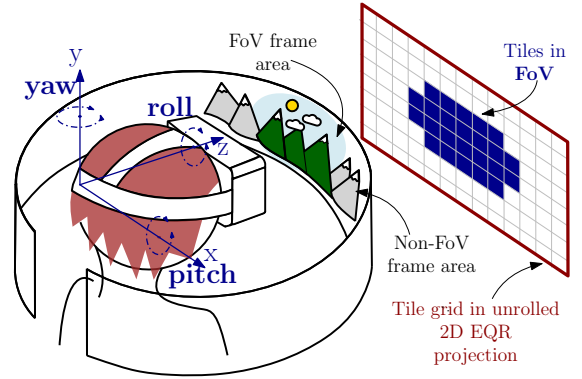 FoV frame
area
Tiles in
FoV
y
yaw
roll
z
x
pitch
Non-FoV
frame area
Tile grid in unrolled
2D EQR
projection